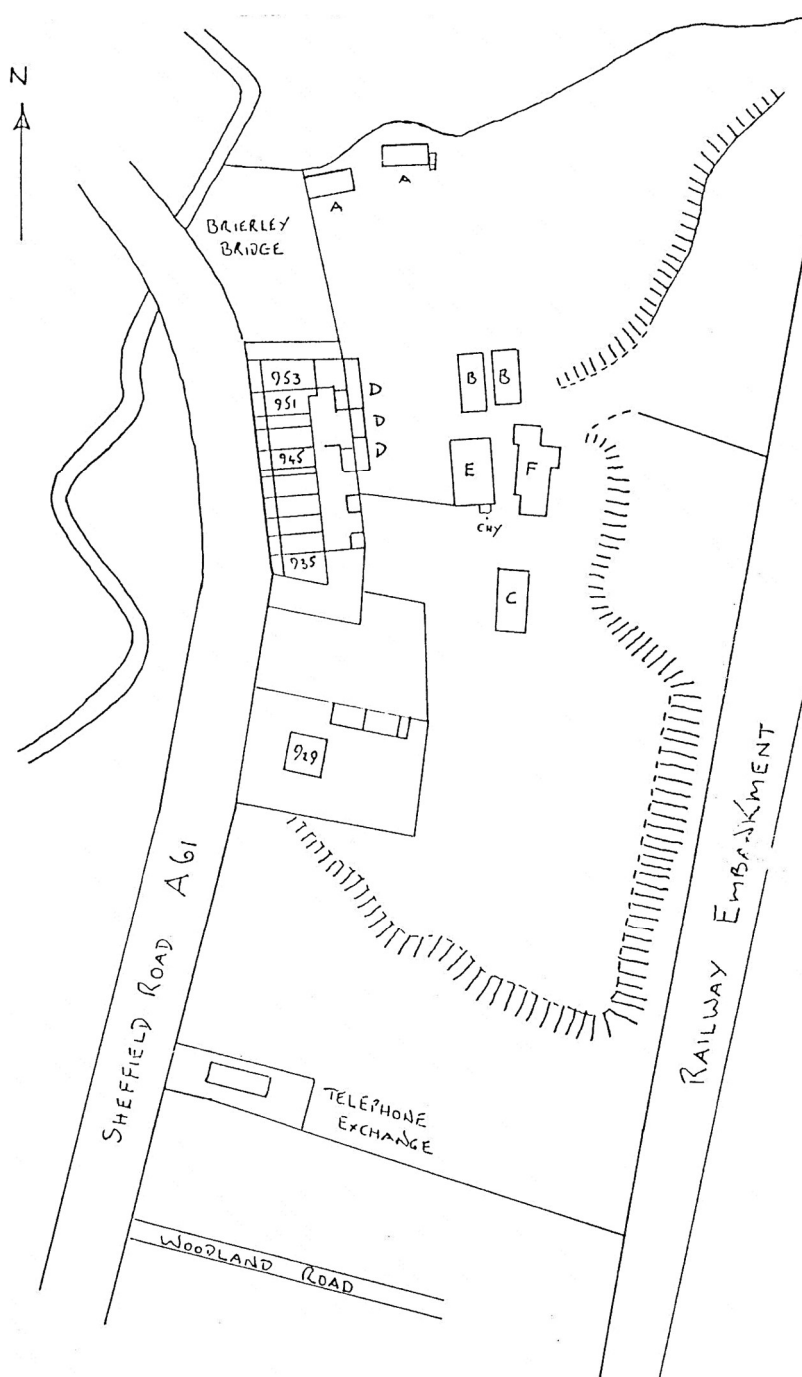 N
A
A
BRIERLEY
BRIDGE
953
951
945
935
D
D
D
B
B
E
F
CHY
C
929
SHEFFIELD ROAD A61
RAILWAY EMBANKMENT
TELEPHONE
EXCHANGE
WOODLAND ROAD